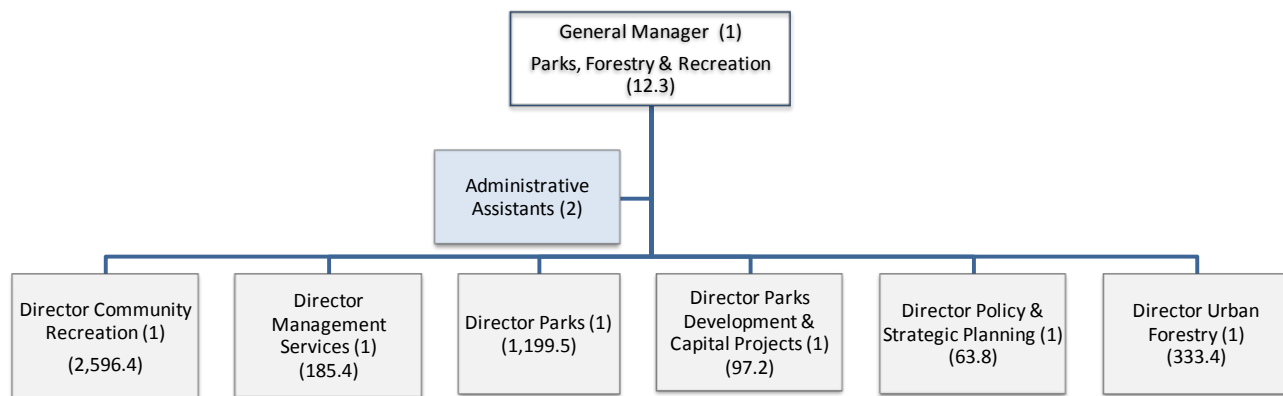 General Manager (1)
Parks, Forestry & Recreation
(12.3)
Administrative
Assistants (2)
Director Community
Recreation (1)
(2,596.4)
Director
Management
Services (1)
(185.4)
Director Parks (1)
(1,199.5)
Director Parks
Development &
Capital Projects (1)
(97.2)
Director Policy &
Strategic Planning (1)
(63.8)
Director Urban
Forestry (1)
(333.4)